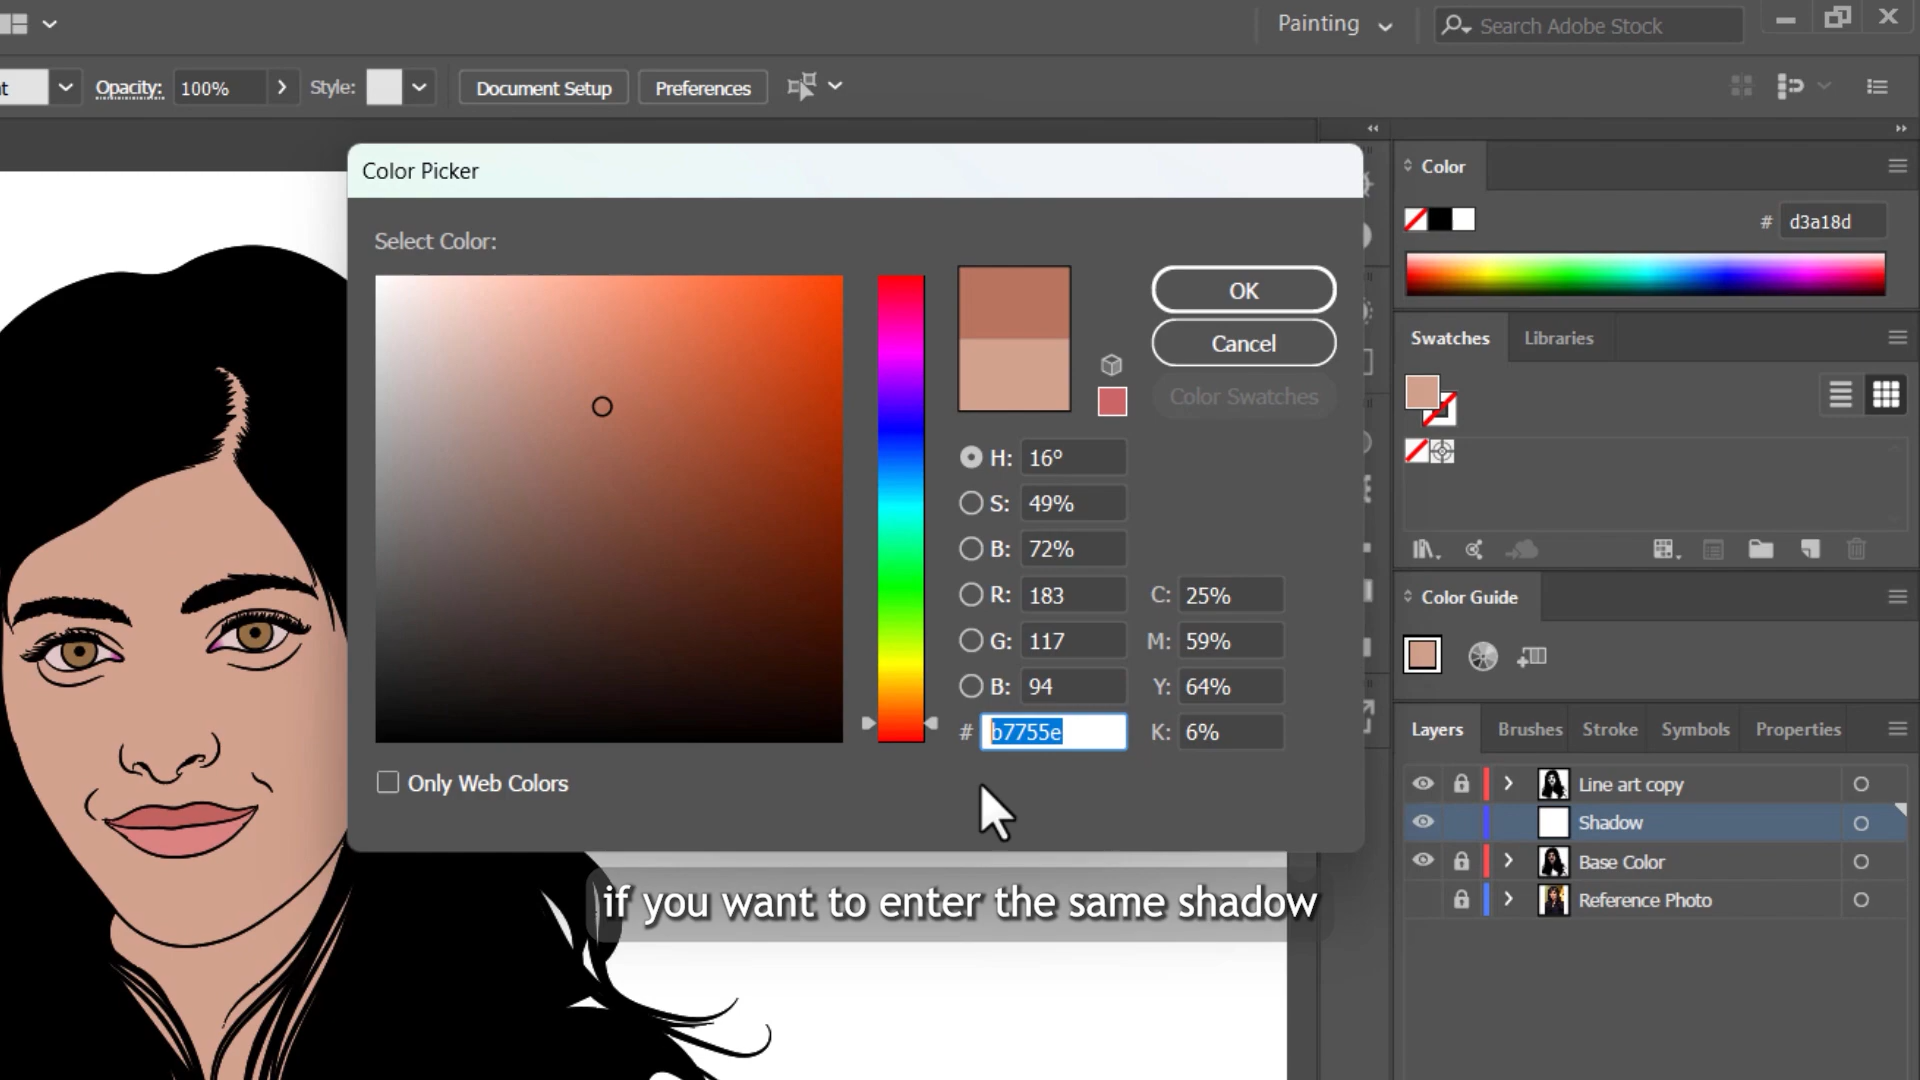 Painting
Search Adobe Stock
Opacity: 100% Style: Document Setup Preferences
Color Picker
Select Color:
OK
Cancel
Color Swatches
H: 16°
S: 49%
B: 72%
R: 183 C: 25%
G: 117 M: 59%
B: 94 Y: 64%
# b7755e K: 6%
Only Web Colors
Color
# d3a18d
Swatches Libraries
Color Guide
Layers Brushes Stroke Symbols Properties
Line art copy
Shadow
Base Color
Reference Photo
if you want to enter the same shadow